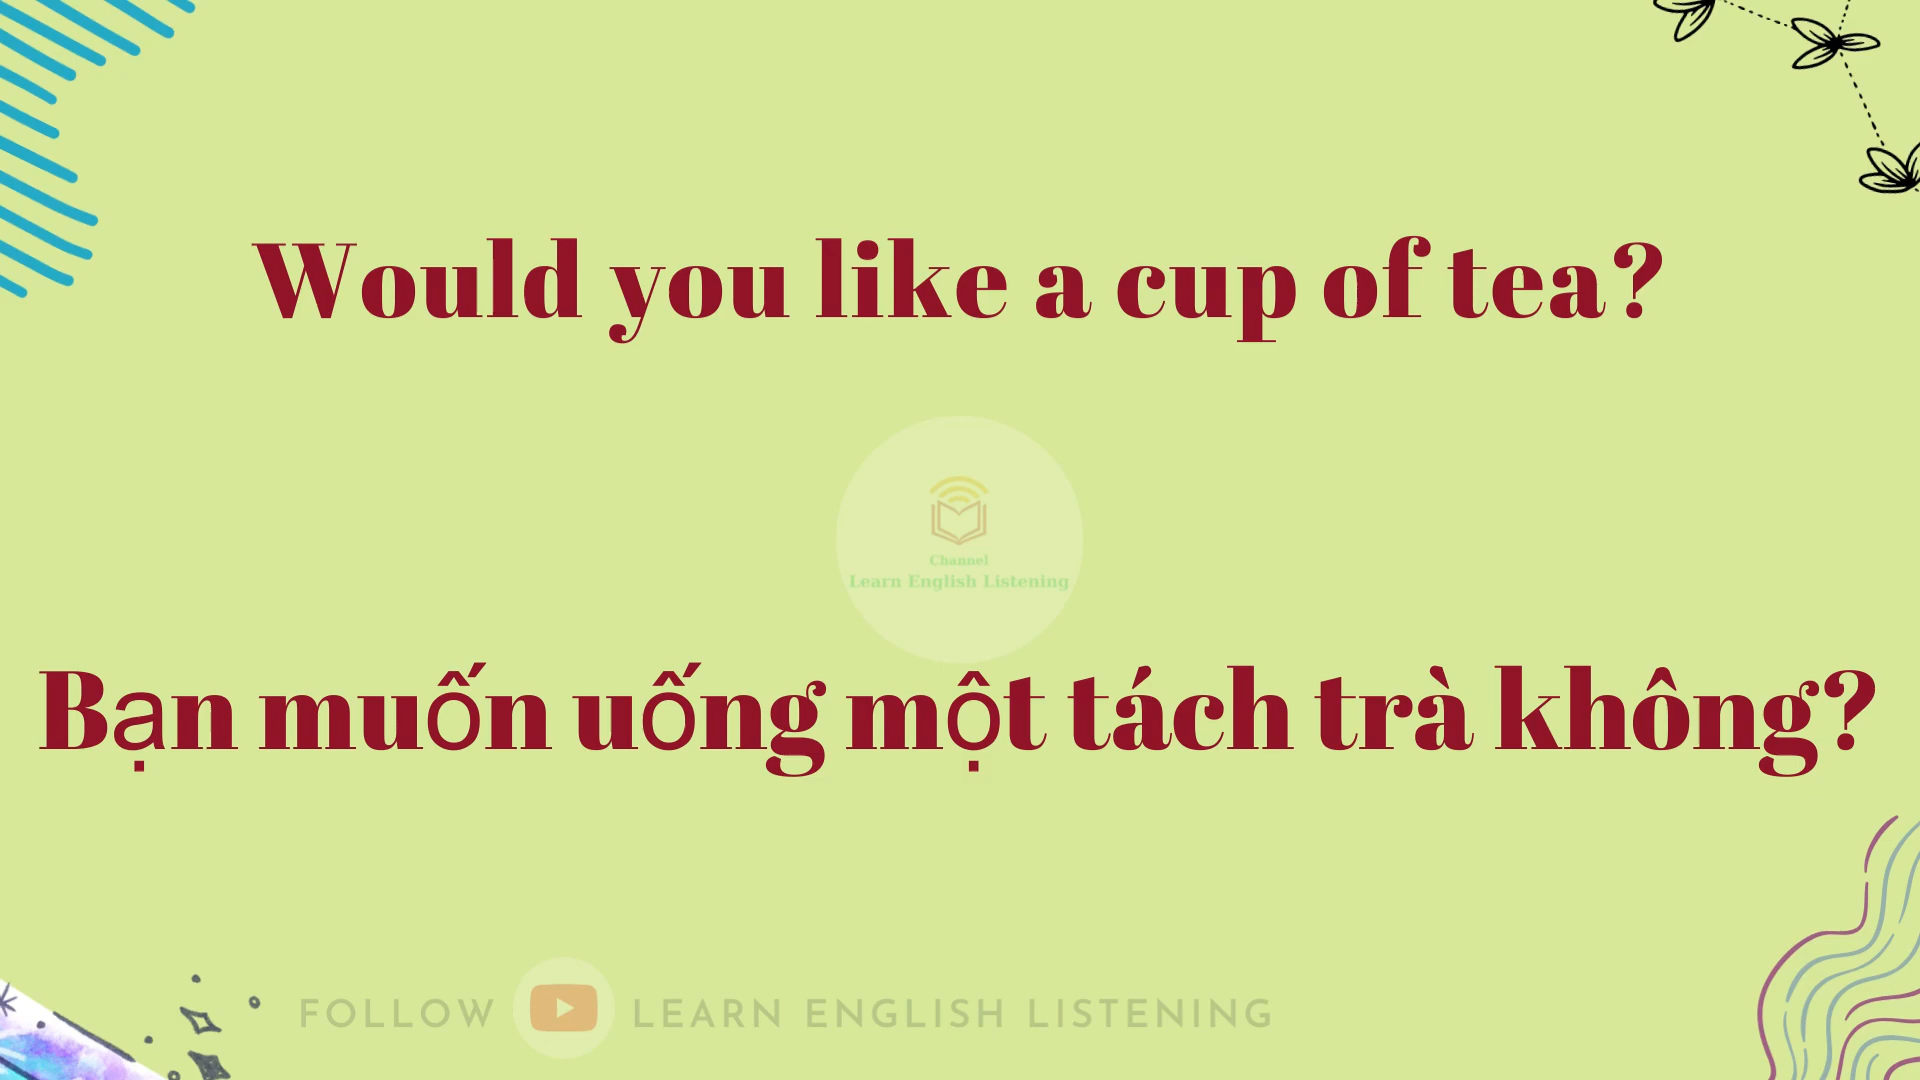 Would you like a cup of tea?
Channel
Learn English Listening
Bạn muốn uống một tách trà không?
FOLLOW LEARN ENGLISH LISTENING